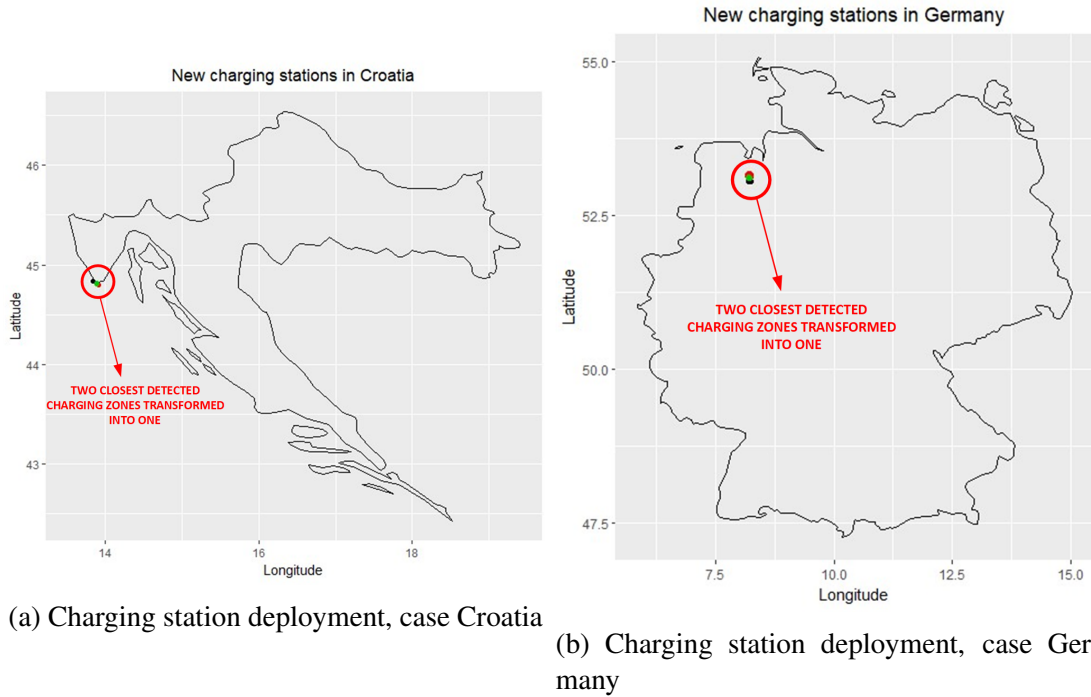 New charging stations in Croatia
46
45
44
43
Latitude
14
16
18
Longitude
TWO CLOSEST DETECTED
CHARGING ZONES TRANSFORMED
INTO ONE
(a) Charging station deployment, case Croatia
New charging stations in Germany
55.0
52.5
50.0
47.5
Latitude
7.5
10.0
12.5
15.0
Longitude
TWO CLOSEST DETECTED
CHARGING ZONES TRANSFORMED
INTO ONE
(b) Charging station deployment, case Ger
many